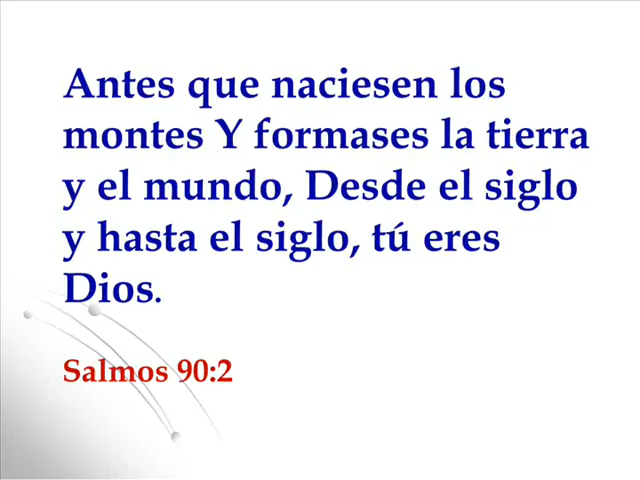 Antes que naciesen los
montes Y formases la tierra
y el mundo, Desde el siglo
y hasta el siglo, tú eres
Dios.
Salmos 90:2